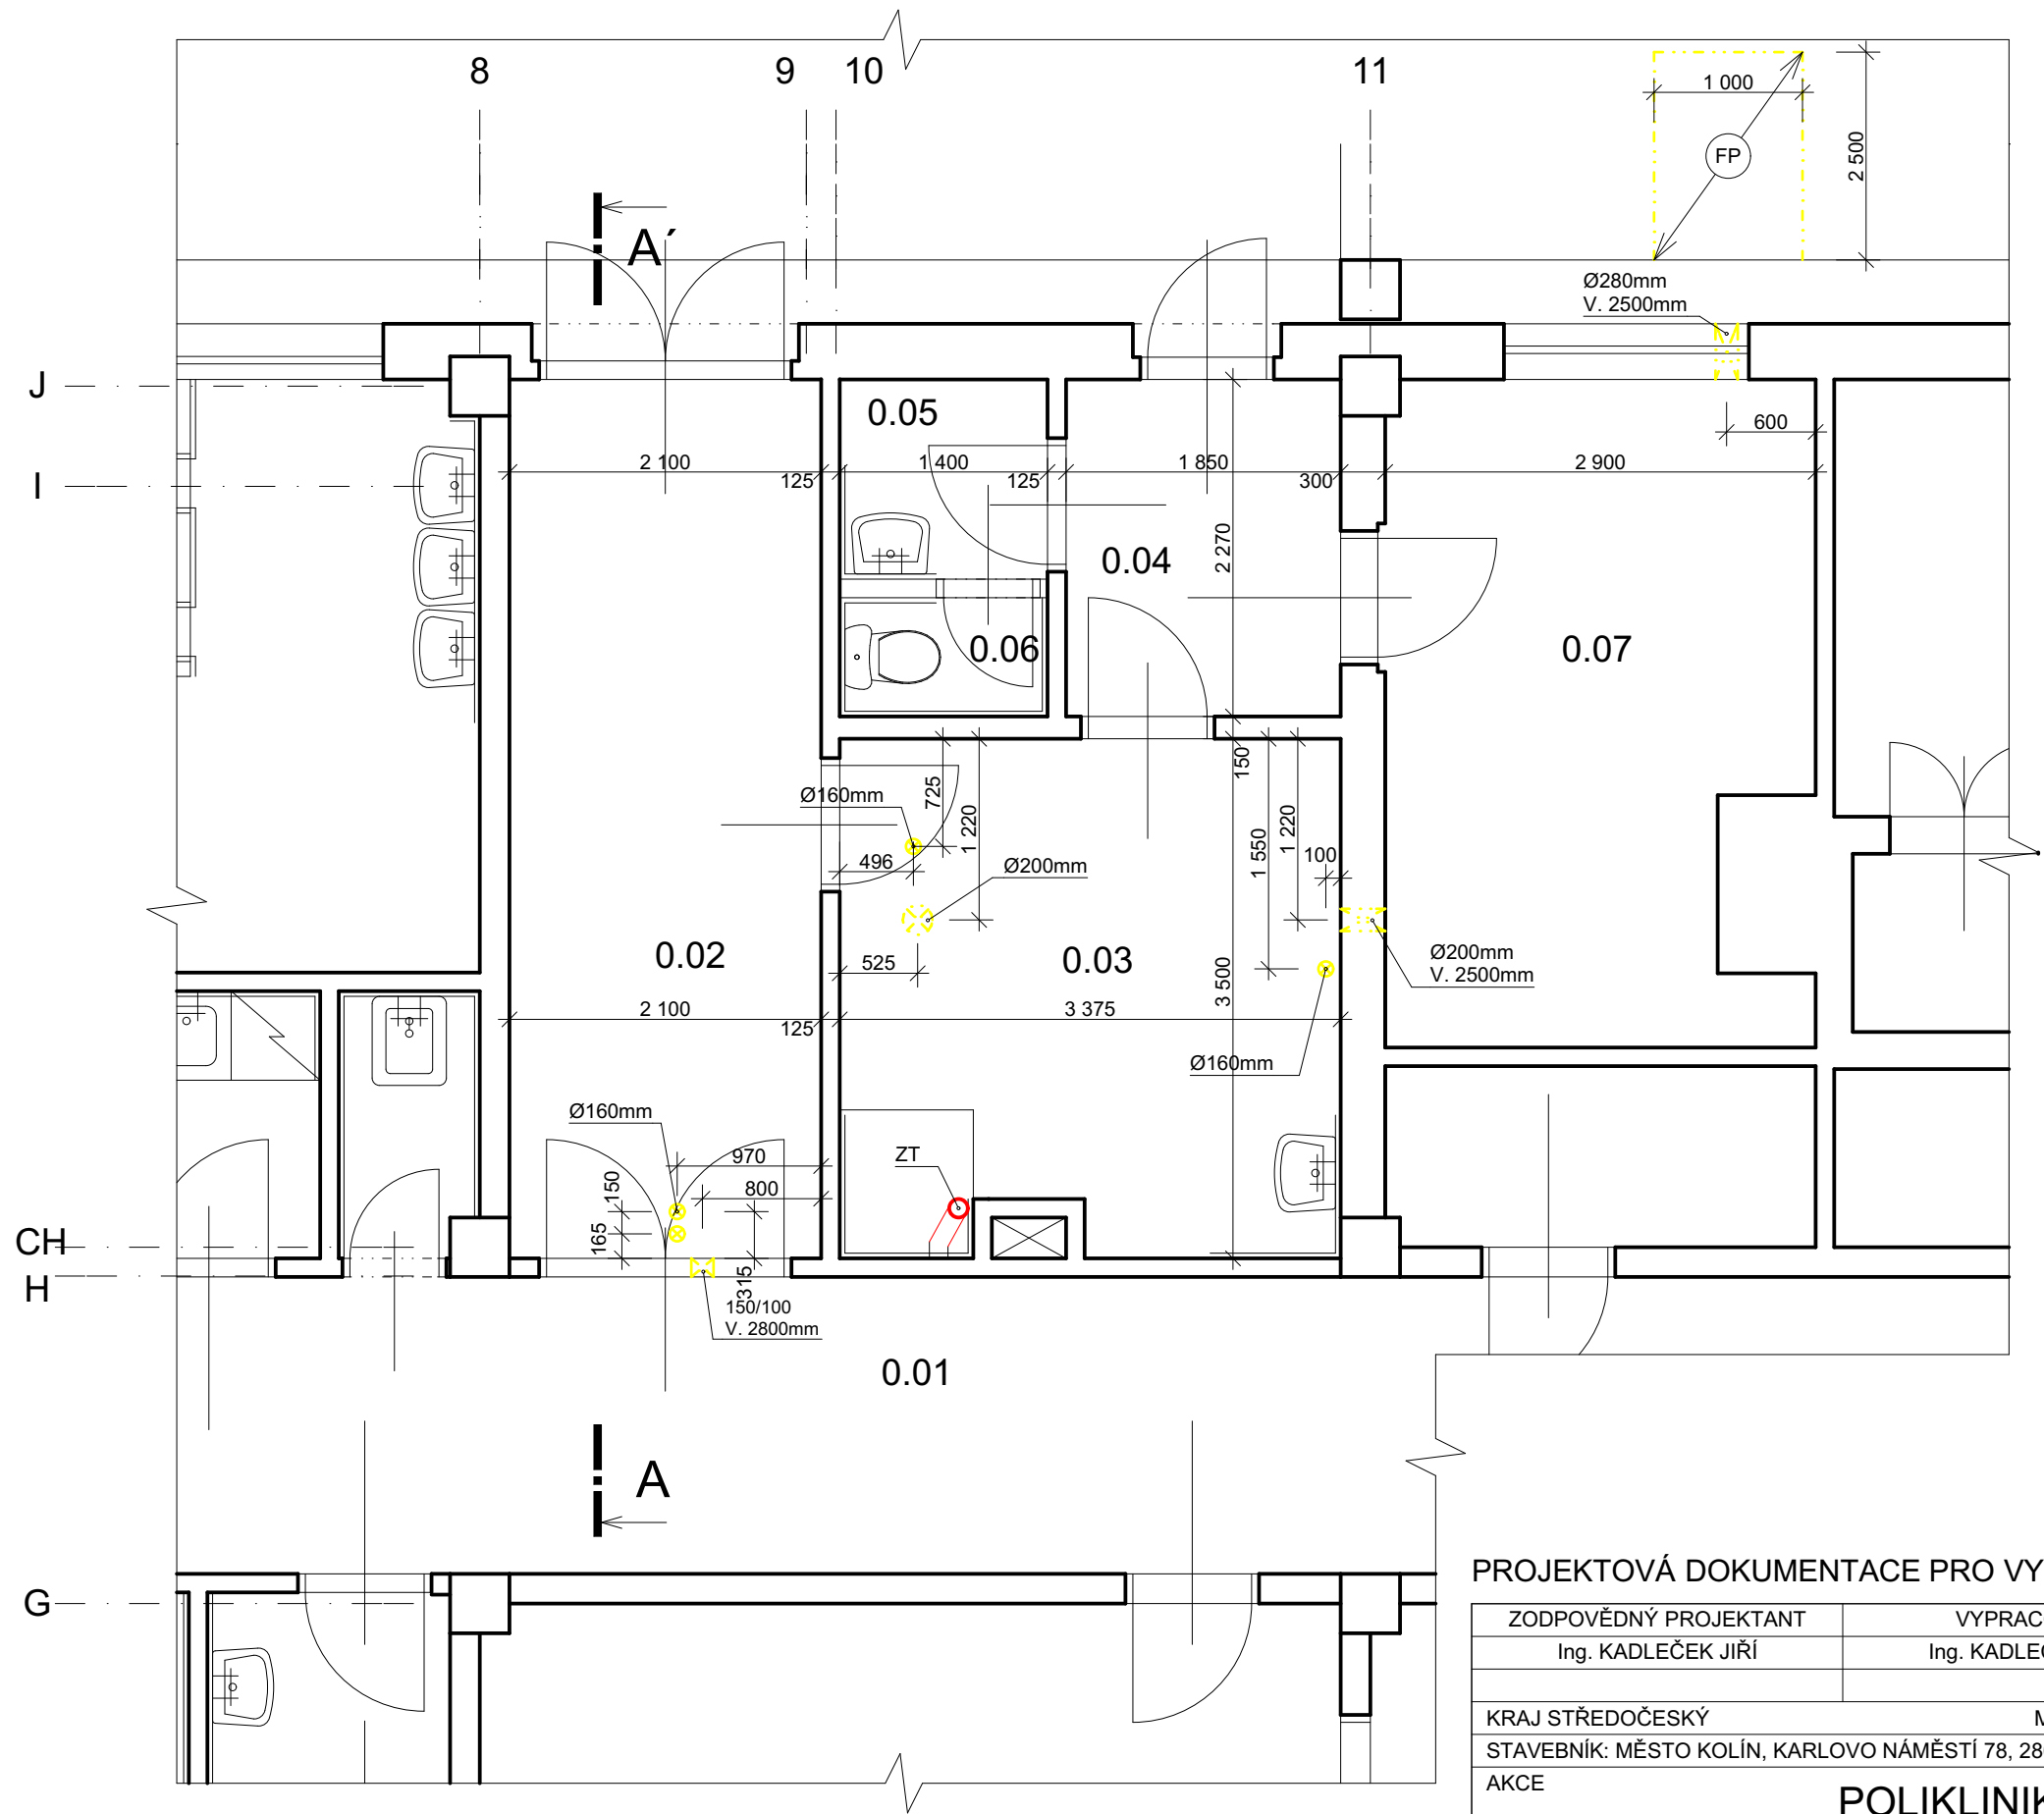 8
9
10
11
1 000
FP
2 500
A´
Ø280mm
V. 2500mm
J
I
0.05
600
2 100
125
1 400
125
1 850
300
2 900
2 270
0.04
0.06
0.07
150
725
1 220
1 550
1 220
100
Ø160mm
496
Ø200mm
0.02
525
0.03
3 500
Ø200mm
V. 2500mm
2 100
125
3 375
Ø160mm
Ø160mm
970
ZT
150
800
165
315
CH
H
150/100
V. 2800mm
0.01
A
G
PROJEKTOVÁ DOKUMENTACE PRO VY
ZODPOVĚDNÝ PROJEKTANT
VYPRAC
Ing. KADLEČEK JIŘÍ
Ing. KADLE
KRAJ STŘEDOČESKÝ
STAVEBNÍK: MĚSTO KOLÍN, KARLOVO NÁMĚSTÍ 78, 28
AKCE
POLIKLINIK